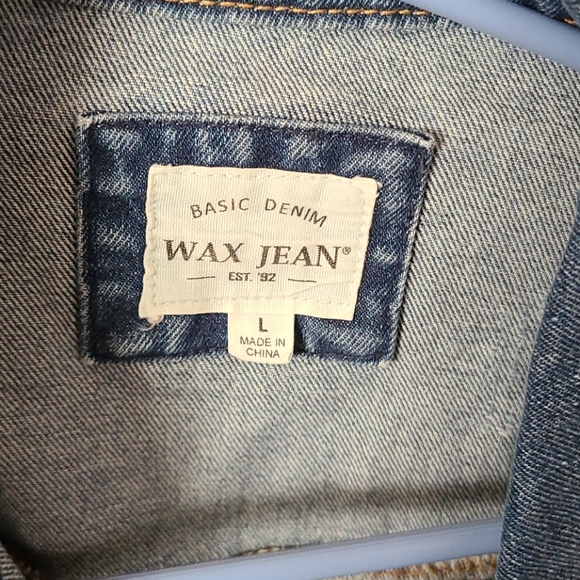 BASIC DENIM
WAX JEAN®
EST. '92
L
MADE IN
CHINA